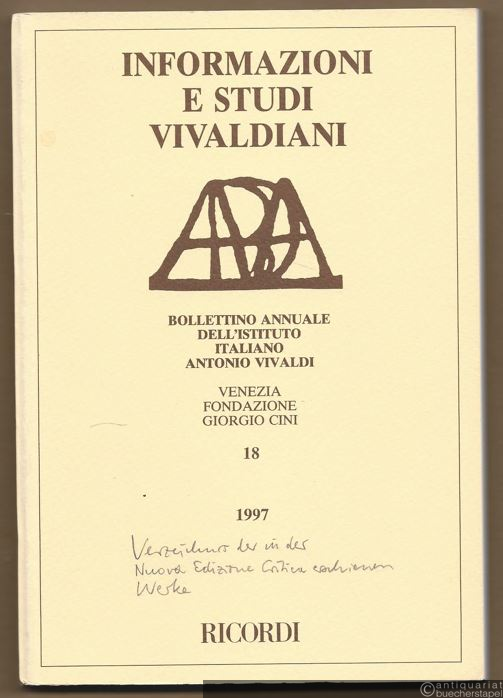 INFORMAZIONI
E STUDI
VIVALDIANI
BOLLETTINO ANNUALE
DELL'ISTITUTO
ITALIANO
ANTONIO VIVALDI
VENEZIA
FONDAZIONE
GIORGIO CINI
18
1997
Verzeichnis der in der
Nuova Edizione Critica erschienenen
Werke
RICORDI
©antiquariat
buecherstapel